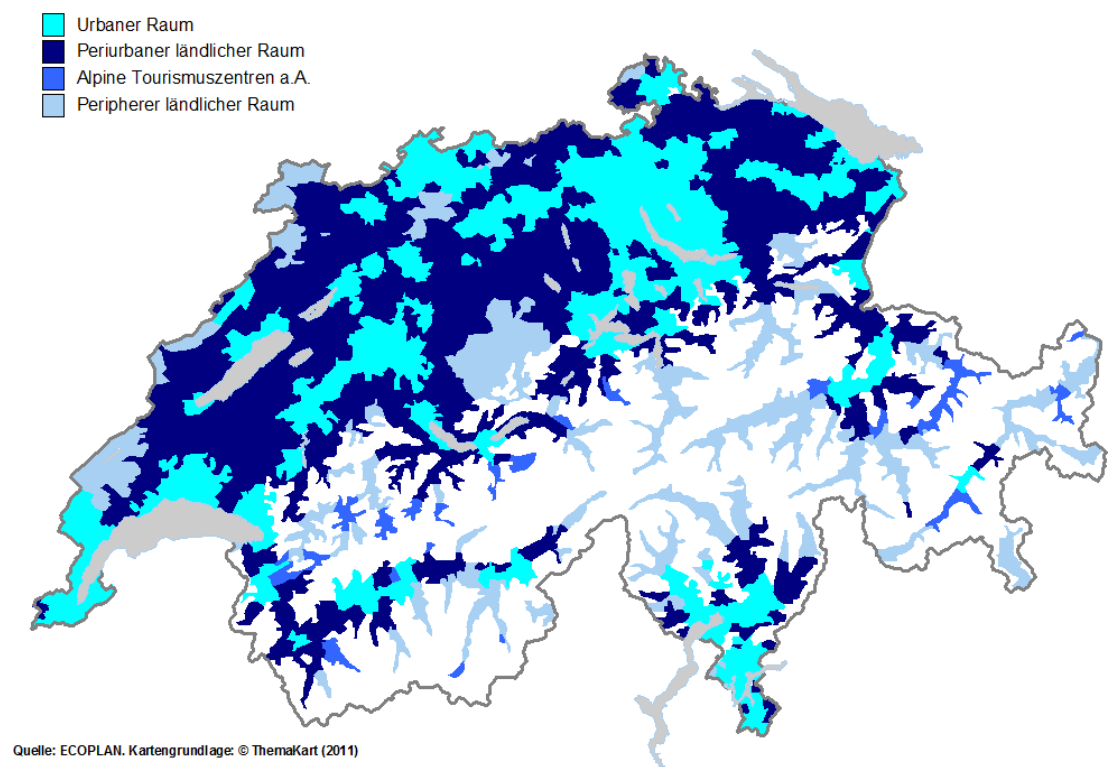 Urbaner Raum
Periurbaner ländlicher Raum
Alpine Tourismuszentren a.A.
Peripherer ländlicher Raum
Quelle: ECOPLAN. Kartengrundlage: © ThemaKart (2011)